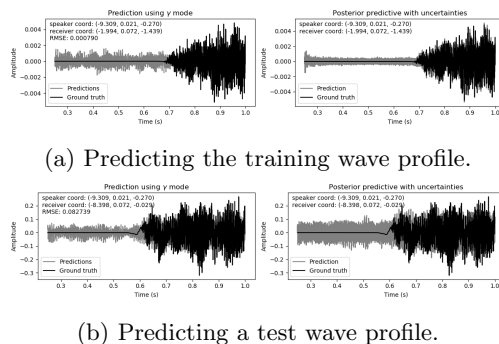 Prediction using γ mode
speaker coord: (-9.309, 0.021, -0.270)
receiver coord: (-1.994, 0.072, -1.439)
RMSE: 0.000790
Amplitude
0.004
0.002
0.000
−0.002
−0.004
Predictions
Ground truth
0.3 0.4 0.5 0.6 0.7 0.8 0.9 1.0
Time (s)
Posterior predictive with uncertainties
speaker coord: (-9.309, 0.021, -0.270)
receiver coord: (-1.994, 0.072, -1.439)
Amplitude
0.004
0.002
0.000
−0.002
−0.004
Predictions
Ground truth
0.3 0.4 0.5 0.6 0.7 0.8 0.9 1.0
Time (s)
(a) Predicting the training wave profile.
Prediction using γ mode
speaker coord: (-9.309, 0.021, -0.270)
receiver coord: (-8.398, 0.072, -0.029)
RMSE: 0.082739
Amplitude
0.2
0.1
0.0
−0.1
−0.2
−0.3
Predictions
Ground truth
0.3 0.4 0.5 0.6 0.7 0.8 0.9 1.0
Time (s)
Posterior predictive with uncertainties
speaker coord: (-9.309, 0.021, -0.270)
receiver coord: (-8.398, 0.072, -0.029)
Amplitude
0.2
0.1
0.0
−0.1
−0.2
−0.3
Predictions
Ground truth
0.3 0.4 0.5 0.6 0.7 0.8 0.9 1.0
Time (s)
(b) Predicting a test wave profile.